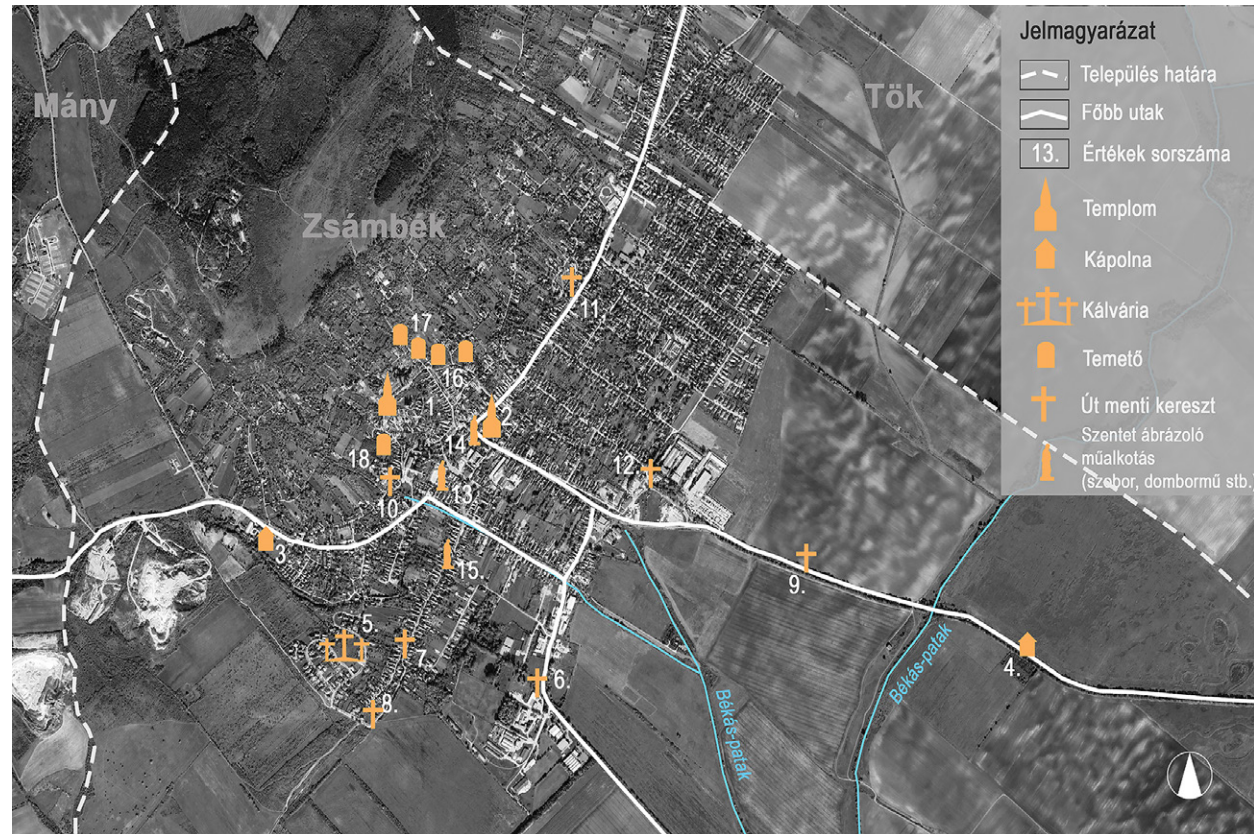 Mány
Zsámbék
Tök
Jelmagyarázat
Település határa
Főbb utak
13. Értékek sorszáma
Templom
Kápolna
Kálvária
Temető
Út menti kereszt
Szentet ábrázoló
műalkotás
(szobor, dombormű stb.)
11.
17.
16.
1.
2.
14.
18.
12.
10.
13.
3.
15.
9.
5.
7.
4.
6.
8.
Békás-patak
Békás-patak